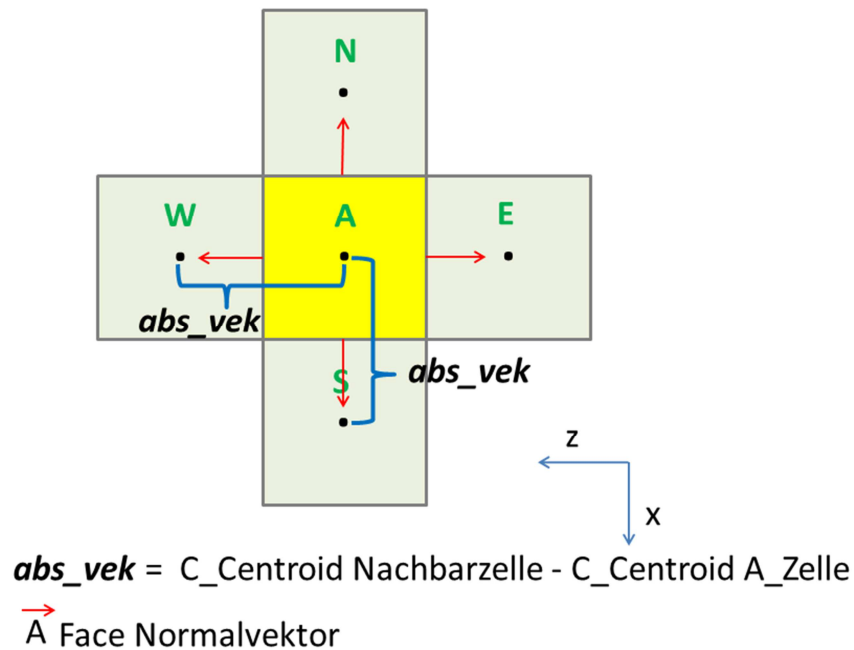 N
W A E
abs_vek
S
abs_vek
z
x
abs_vek = C_Centroid Nachbarzelle - C_Centroid A_Zelle
A Face Normalvektor